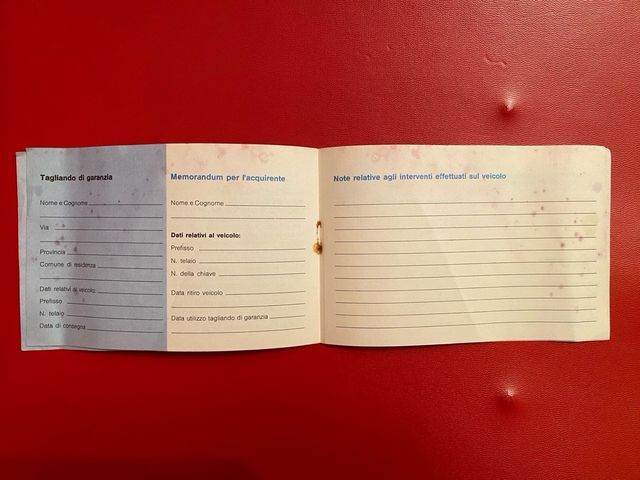 Tagliando di garanzia
Nome e Cognome
Via
Provincia
Comune di residenza
Dati relativi al veicolo:
Prefisso
N. telaio
Data di consegna
Memorandum per l'acquirente
Nome e Cognome
Dati relativi al veicolo:
Prefisso
N. telaio
N. della chiave
Data ritiro veicolo
Data utilizzo tagliando di garanzia
Note relative agli interventi effettuati sul veicolo